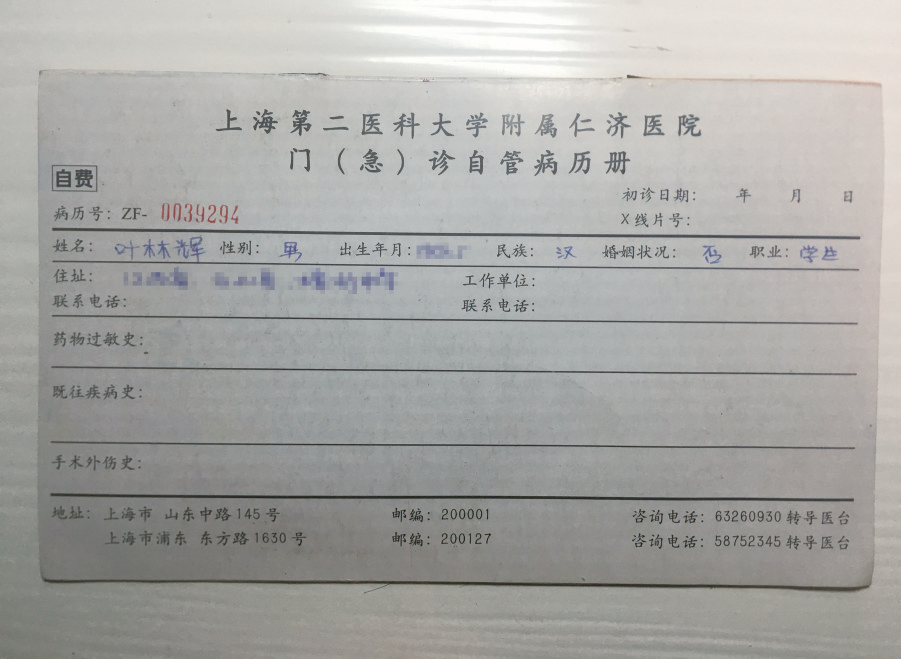 上海第二医科大学附属仁济医院
门（急）诊自管病历册
自费
初诊日期： 年 月 日
病历号：ZF- 0039294
X线片号：
姓名：叶林辉 性别：男 出生年月： 民族：汉 婚姻状况：否 职业：学生
住址： 工作单位：
联系电话： 联系电话：
药物过敏史：
既往疾病史：
手术外伤史：
地址：上海市 山东中路145号 邮编：200001 咨询电话：63260930转导医台
上海市浦东 东方路1630号 邮编：200127 咨询电话：58752345转导医台